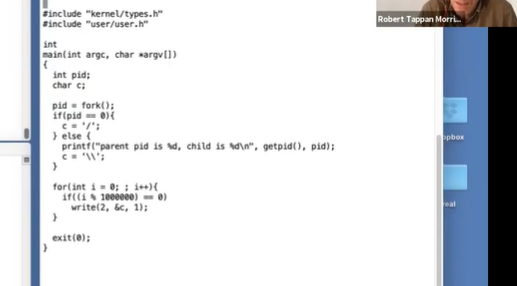 #include "kernel/types.h"
#include "user/user.h"
int
main(int argc, char *argv[])
{
int pid;
char c;
pid = fork();
if(pid == 0){
c = '/';
} else {
printf("parent pid is %d, child is %d\n", getpid(), pid);
c = '\\';
}
for(int i = 0; ; i++){
if((i % 1000000) == 0)
write(2, &c, 1);
}
exit(0);
}
Robert Tappan Morri...
opbox
real